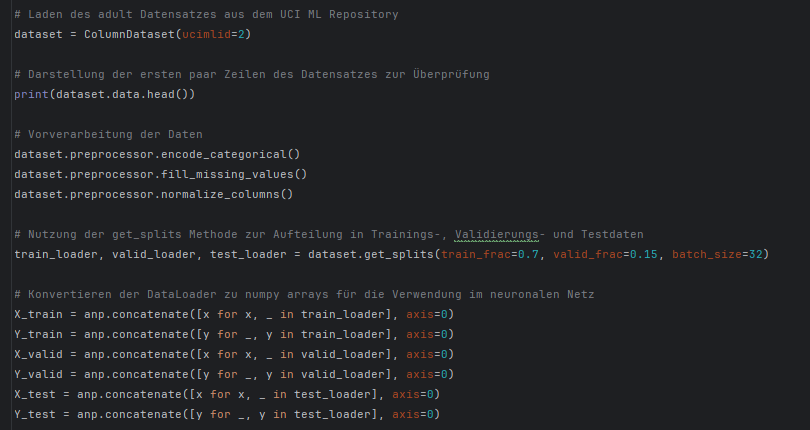 # Laden des adult Datensatzes aus dem UCI ML Repository
dataset = ColumnDataset(ucimlid=2)
# Darstellung der ersten paar Zeilen des Datensatzes zur Überprüfung
print(dataset.data.head())
# Vorverarbeitung der Daten
dataset.preprocessor.encode_categorical()
dataset.preprocessor.fill_missing_values()
dataset.preprocessor.normalize_columns()
# Nutzung der get_splits Methode zur Aufteilung in Trainings-, Validierungs- und Testdaten
train_loader, valid_loader, test_loader = dataset.get_splits(train_frac=0.7, valid_frac=0.15, batch_size=32)
# Konvertieren der DataLoader zu numpy arrays für die Verwendung im neuronalen Netz
X_train = anp.concatenate([x for x, _ in train_loader], axis=0)
Y_train = anp.concatenate([y for _, y in train_loader], axis=0)
X_valid = anp.concatenate([x for x, _ in valid_loader], axis=0)
Y_valid = anp.concatenate([y for _, y in valid_loader], axis=0)
X_test = anp.concatenate([x for x, _ in test_loader], axis=0)
Y_test = anp.concatenate([y for _, y in test_loader], axis=0)